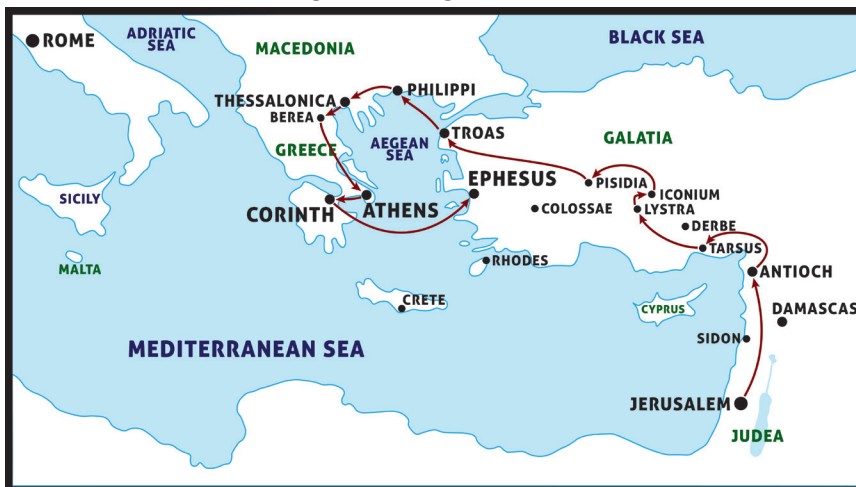 ROME
ADRIATIC
SEA
MACEDONIA
BLACK SEA
PHILIPPI
THESSALONICA
BEREA
TROAS
AEGEAN
SEA
GREECE
GALATIA
EPHESUS
PISIDIA
ICONIUM
SICILY
CORINTH
ATHENS
COLOSSAE
LYSTRA
DERBE
TARSUS
MALTA
RHODES
ANTIOCH
CRETE
CYPRUS
DAMASCAS
SIDON
MEDITERRANEAN SEA
JERUSALEM
JUDEA